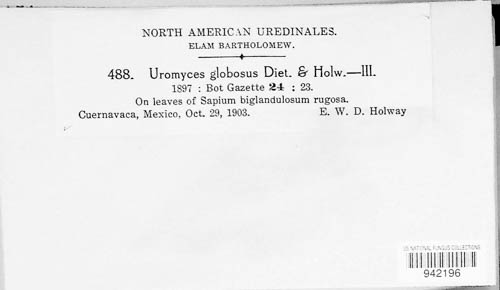 NORTH AMERICAN UREDINALES.
ELAM BARTHOLOMEW.
488. Uromyces globosus Diet. & Holw.—III.
1897 : Bot Gazette 24 : 23.
On leaves of Sapium biglandulosum rugosa.
Cuernavaca, Mexico, Oct. 29, 1903. E. W. D. Holway
US NATIONAL FUNGUS COLLECTIONS
942196